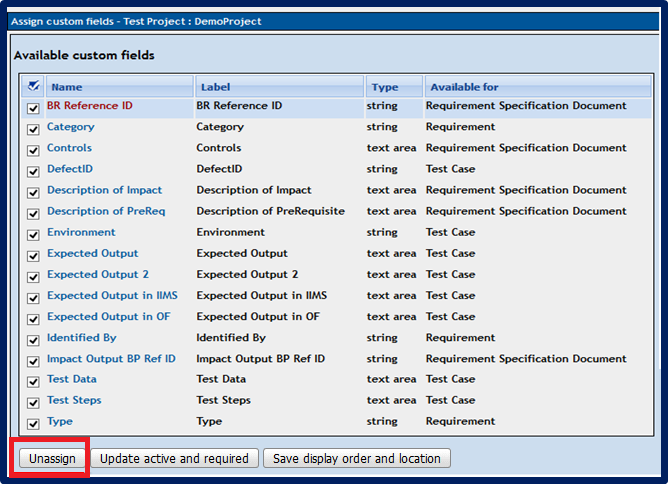 Assign custom fields - Test Project : DemoProject
Available custom fields
Name Label Type Available for
BR Reference ID BR Reference ID string Requirement Specification Document
Category Category string Requirement
Controls Controls text area Requirement Specification Document
DefectID DefectID string Test Case
Description of Impact Description of Impact text area Requirement Specification Document
Description of PreReq Description of PreRequisite text area Requirement Specification Document
Environment Environment string Test Case
Expected Output Expected Output text area Test Case
Expected Output 2 Expected Output 2 text area Test Case
Expected Output in IIMS Expected Output in IIMS text area Test Case
Expected Output in OF Expected Output in OF text area Test Case
Identified By Identified By string Requirement
Impact Output BP Ref ID Impact Output BP Ref ID string Requirement Specification Document
Test Data Test Data text area Test Case
Test Steps Test Steps text area Test Case
Type Type string Requirement
Unassign Update active and required Save display order and location